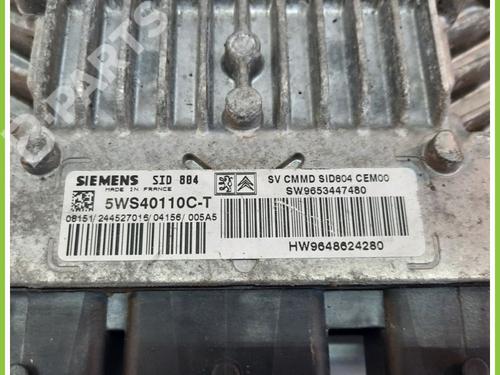 SIEMENS SID 804
MADE IN FRANCE
5WS40110C-T
08151/244527016/04156/005A5
SV CMMD SID804 CEM00
SW9653447480
HW9648624280